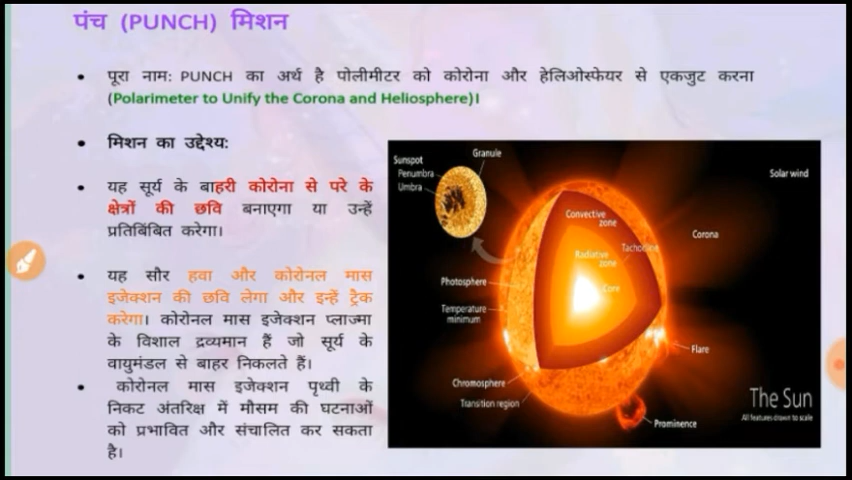 पंच (PUNCH) मिशन
पूरा नाम: PUNCH का अर्थ है पोलीमीटर को कोरोना और हेलिओस्फेयर से एकजुट करना
(Polarimeter to Unify the Corona and Heliosphere)।
मिशन का उद्देश्य:
यह सूर्य के बाहरी कोरोना से परे के
क्षेत्रों की छवि बनाएगा या उन्हें
प्रतिबिंबित करेगा।
यह सौर हवा और कोरोनल मास
इजेक्शन की छवि लेगा और इन्हें ट्रैक
करेगा। कोरोनल मास इजेक्शन प्लाज्मा
के विशाल द्रव्यमान हैं जो सूर्य के
वायुमंडल से बाहर निकलते हैं।
कोरोनल मास इजेक्शन पृथ्वी के
निकट अंतरिक्ष में मौसम की घटनाओं
को प्रभावित और संचालित कर सकता
है।
Sunspot
Granule
Penumbra
Umbra
Solar wind
Convective
zone
Corona
Tachocline
Radiative
zone
Photosphere
Core
Temperature
minimum
Flare
Chromosphere
Transition region
The Sun
All features drawn to scale
Prominence